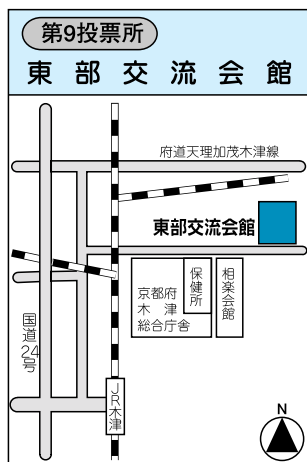 第9投票所
東部交流会館
府道天理加茂木津線
東部交流会館
保健所
相楽会館
京都府
木津
総合庁舎
国道24号
JR木津
N